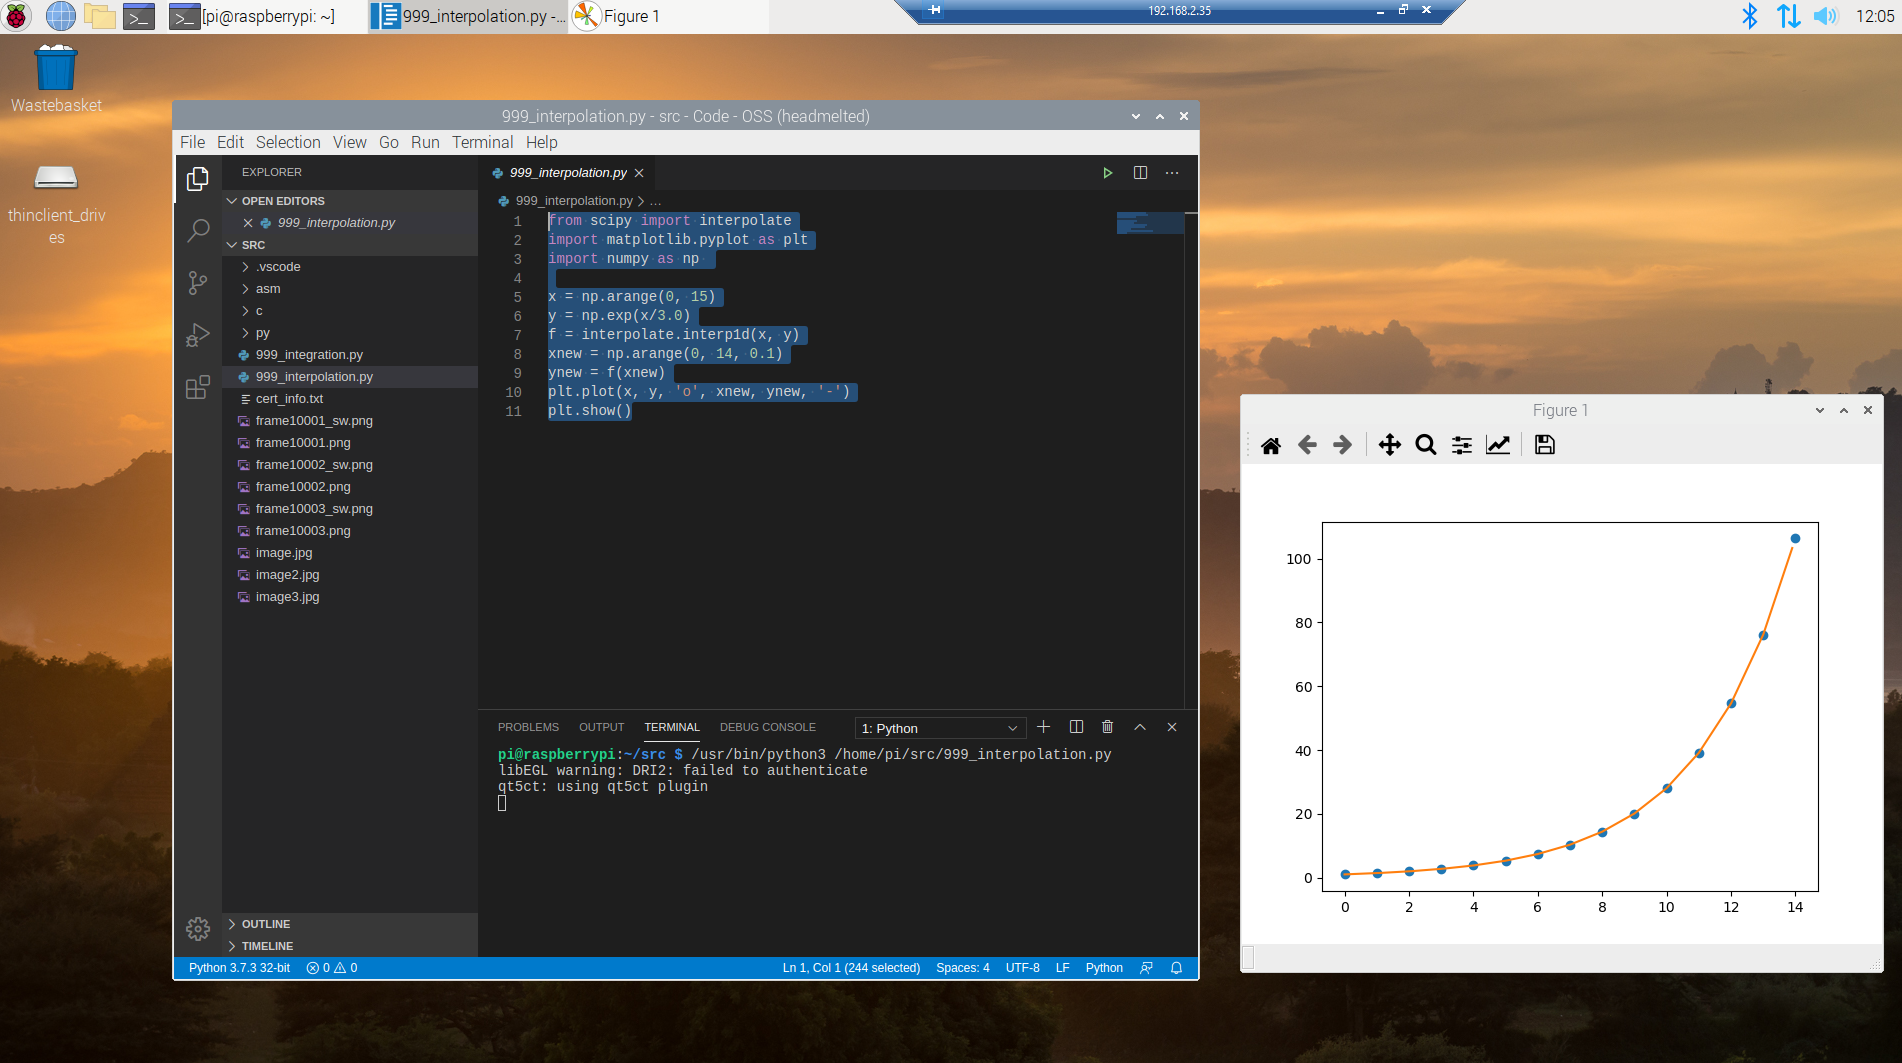 [pi@raspberrypi: ~]
999_interpolation.py -...
Figure 1
192.168.2.35
12:05
Wastebasket
thinclient_driv
es
999_interpolation.py - src - Code - OSS (headmelted)
File Edit Selection View Go Run Terminal Help
EXPLORER
OPEN EDITORS
999_interpolation.py
SRC
.vscode
asm
c
py
999_integration.py
999_interpolation.py
cert_info.txt
frame10001_sw.png
frame10001.png
frame10002_sw.png
frame10002.png
frame10003_sw.png
frame10003.png
image.jpg
image2.jpg
image3.jpg
OUTLINE
TIMELINE
999_interpolation.py
999_interpolation.py > ...
1 from scipy import interpolate
2 import matplotlib.pyplot as plt
3 import numpy as np
4
5 x = np.arange(0, 15)
6 y = np.exp(x/3.0)
7 f = interpolate.interp1d(x, y)
8 xnew = np.arange(0, 14, 0.1)
9 ynew = f(xnew)
10 plt.plot(x, y, 'o', xnew, ynew, '-')
11 plt.show()
PROBLEMS OUTPUT TERMINAL DEBUG CONSOLE 1: Python
pi@raspberrypi:~/src $ /usr/bin/python3 /home/pi/src/999_interpolation.py
libEGL warning: DRI2: failed to authenticate
qt5ct: using qt5ct plugin
Python 3.7.3 32-bit 0 0 Ln 1, Col 1 (244 selected) Spaces: 4 UTF-8 LF Python
Figure 1
100
80
60
40
20
0
0 2 4 6 8 10 12 14